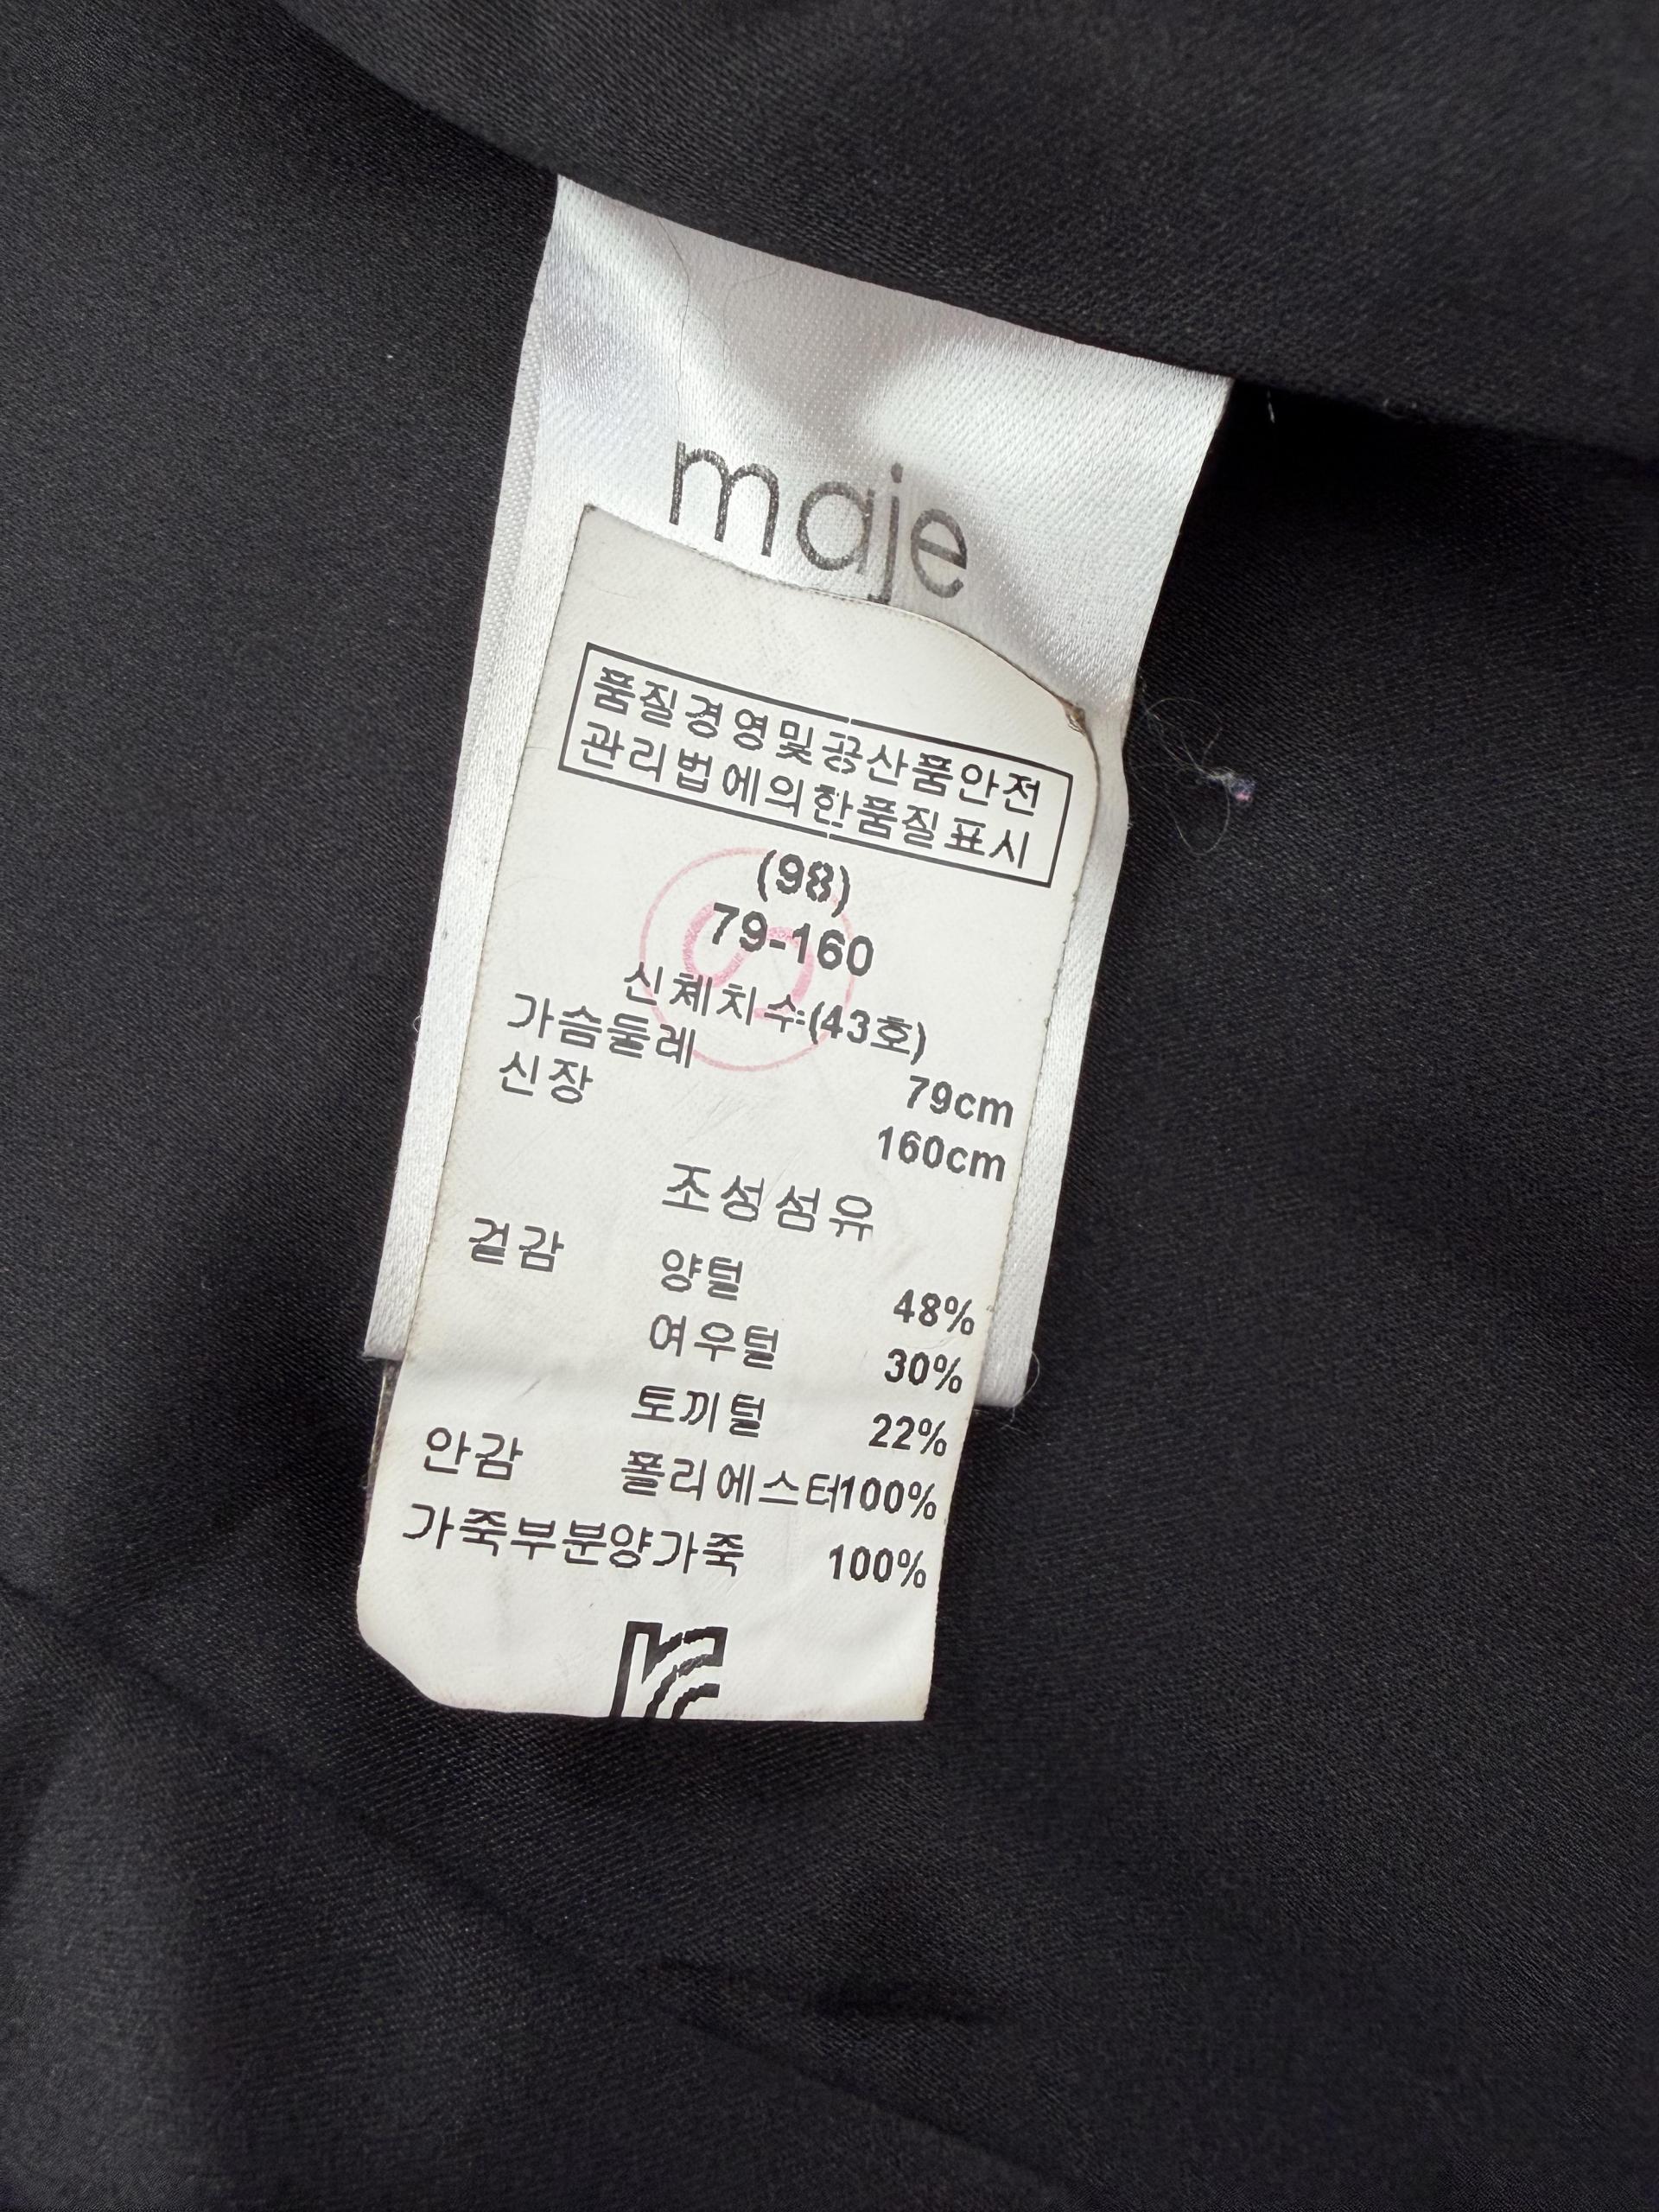 maje
품질경영및공산품안전
관리법에의한품질표시
(98)
79-160
신체치수:(43호)
가슴둘레 79cm
신장 160cm
조성섬유
겉감 양털 48%
여우털 30%
토끼털 22%
안감 폴리에스터100%
가죽부분양가죽 100%